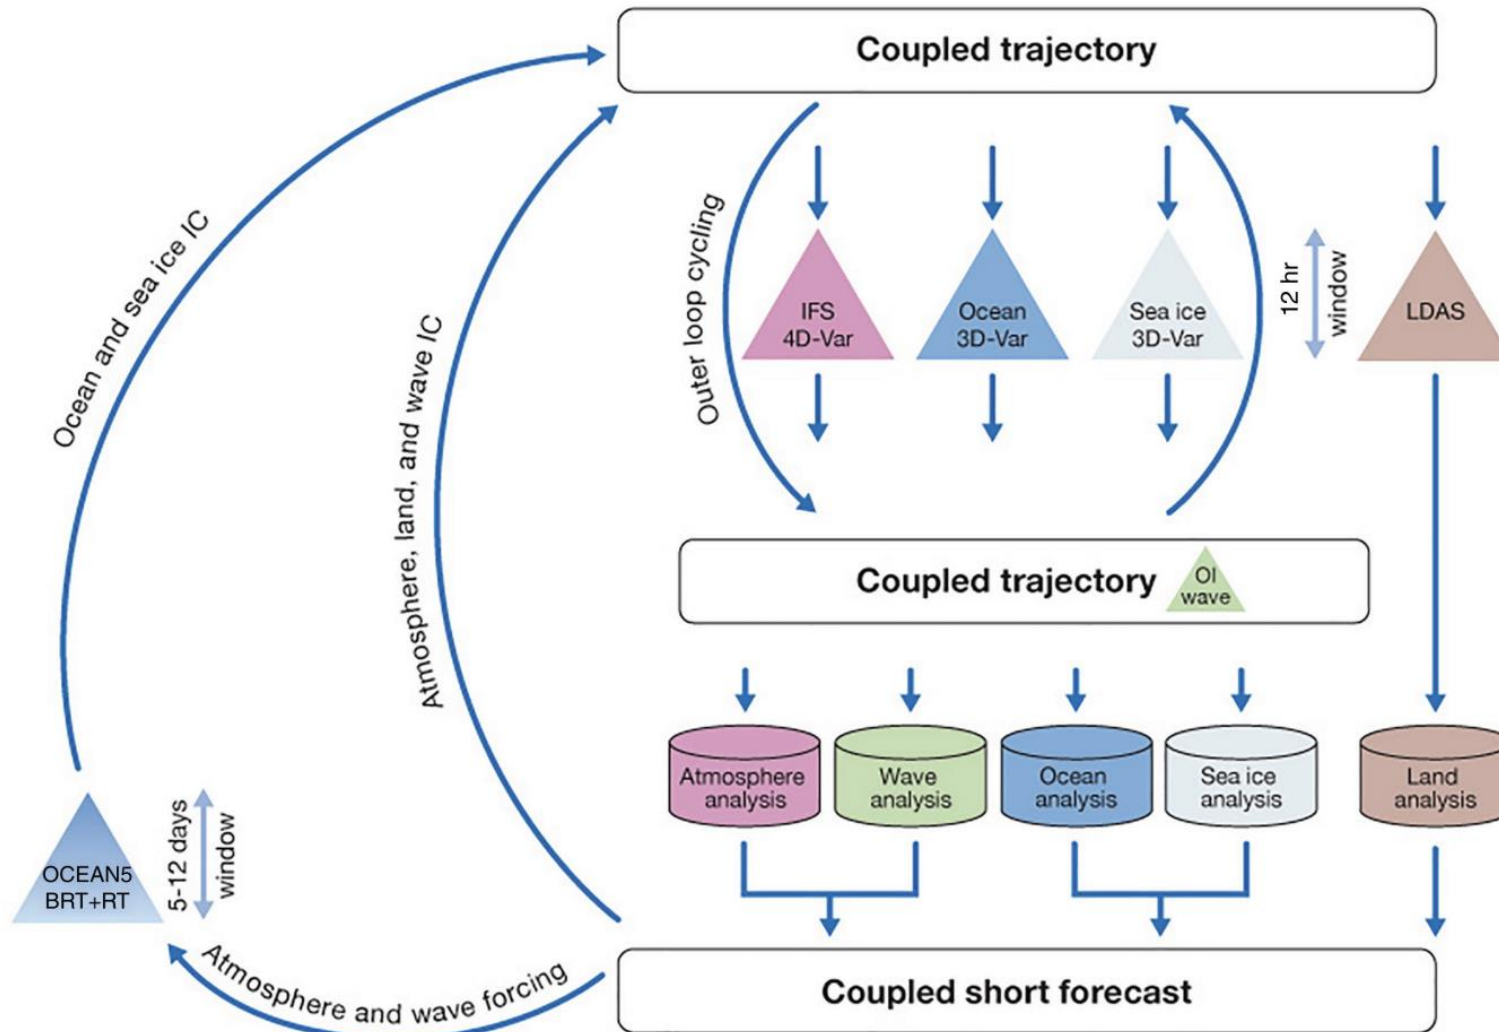 Coupled trajectory
Ocean and sea ice IC
Atmosphere, land, and wave IC
Outer loop cycling
IFS
4D-Var
Ocean
3D-Var
Sea ice
3D-Var
12 hr
window
LDAS
Coupled trajectory
OI
wave
Atmosphere
analysis
Wave
analysis
Ocean
analysis
Sea ice
analysis
Land
analysis
OCEAN5
BRT+RT
5-12 days
window
Atmosphere and wave forcing
Coupled short forecast